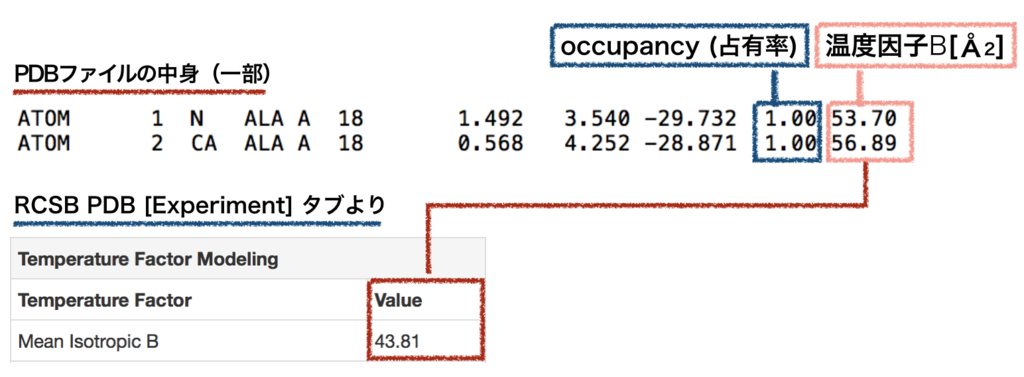 occupancy (占有率)
温度因子B[Å2]
PDBファイルの中身（一部）
ATOM 1 N ALA A 18 1.492 3.540 -29.732 1.00 53.70
ATOM 2 CA ALA A 18 0.568 4.252 -28.871 1.00 56.89
RCSB PDB [Experiment] タブより
Temperature Factor Modeling
Temperature Factor Value
Mean Isotropic B 43.81